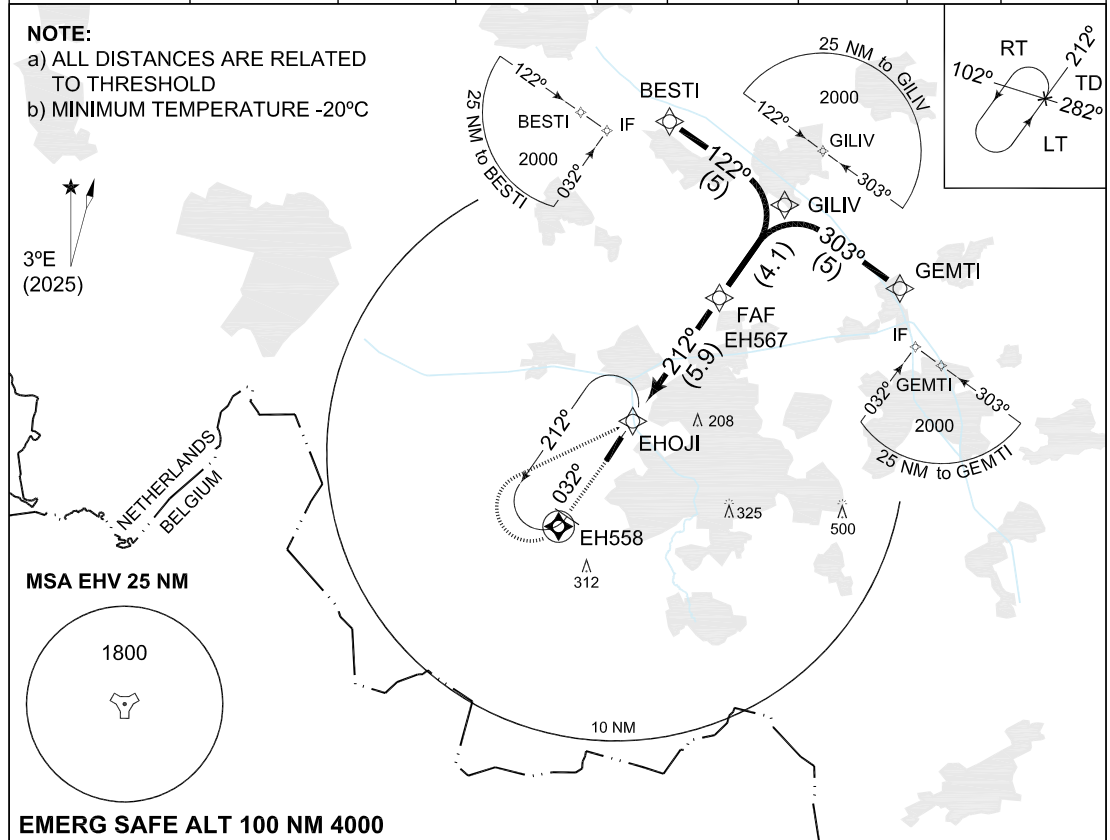 NOTE:
a) ALL DISTANCES ARE RELATED
TO THRESHOLD
b) MINIMUM TEMPERATURE -20ºC
122º
BESTI
IF
2000
032º
25 NM to BESTI
BESTI
122º
(5)
25 NM to GILIV
2000
122º
GILIV
303º
RT
212º
102º
TD
282º
LT
3ºE
(2025)
GILIV
303º
(5)
(4.1)
GEMTI
FAF
EH567
212º
(5.9)
IF
GEMTI
032º
303º
2000
25 NM to GEMTI
212º
EHOJI
208
032º
EH558
325
500
312
NETHERLANDS
BELGIUM
MSA EHV 25 NM
1800
10 NM
EMERG SAFE ALT 100 NM 4000